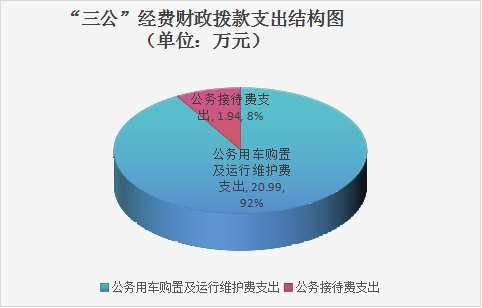 “三公”经费财政拨款支出结构图
（单位：万元）
公务接待费支
出, 1.94, 8%
公务用车购置
及运行维护费
支出, 20.99,
92%
公务用车购置及运行维护费支出
公务接待费支出